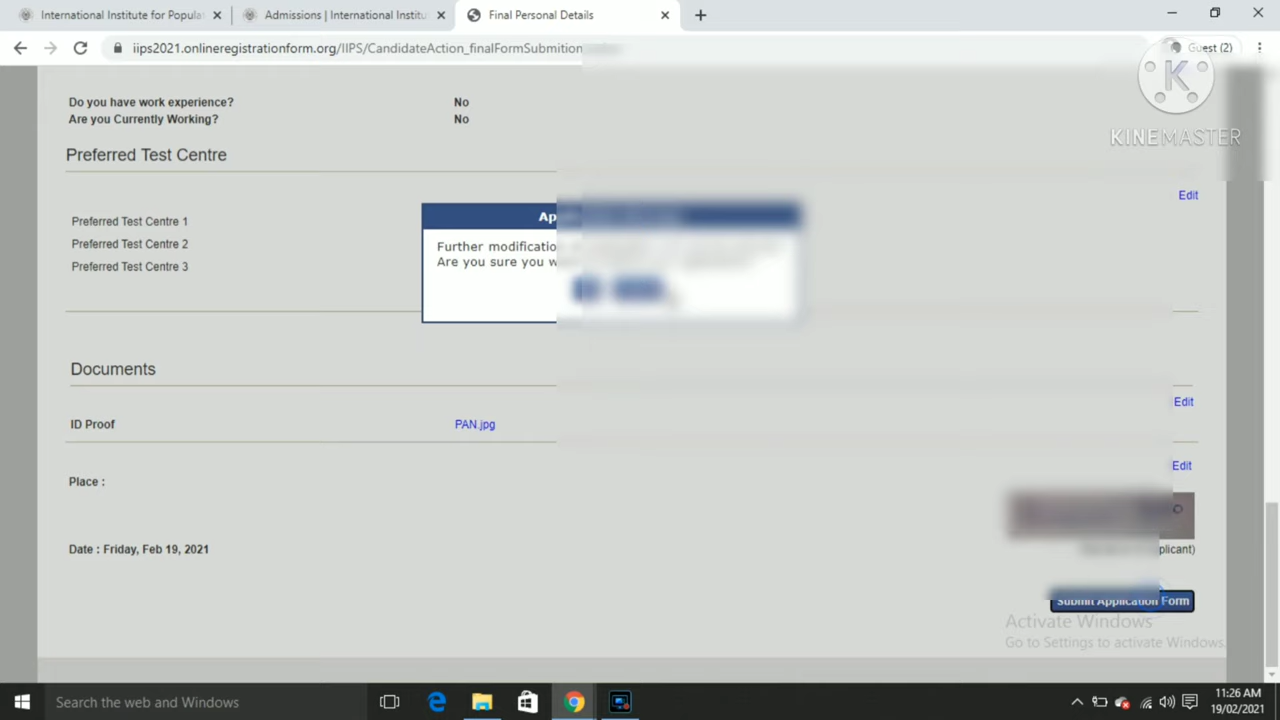 International Institute for Popula
Admissions | International Institu
Final Personal Details
iips2021.onlineregistrationform.org/IIPS/CandidateAction_finalFormSubmition
Guest (2)
KINEMASTER
Do you have work experience? No
Are you Currently Working? No
Preferred Test Centre
Edit
Preferred Test Centre 1
Preferred Test Centre 2
Preferred Test Centre 3
Further modification
Are you sure you
Documents
Edit
ID Proof PAN.jpg
Edit
Place :
Date : Friday, Feb 19, 2021
plicant)
Submit Application Form
Activate Windows
Go to Settings to activate Windows.
Search the web and Windows
11:26 AM
19/02/2021